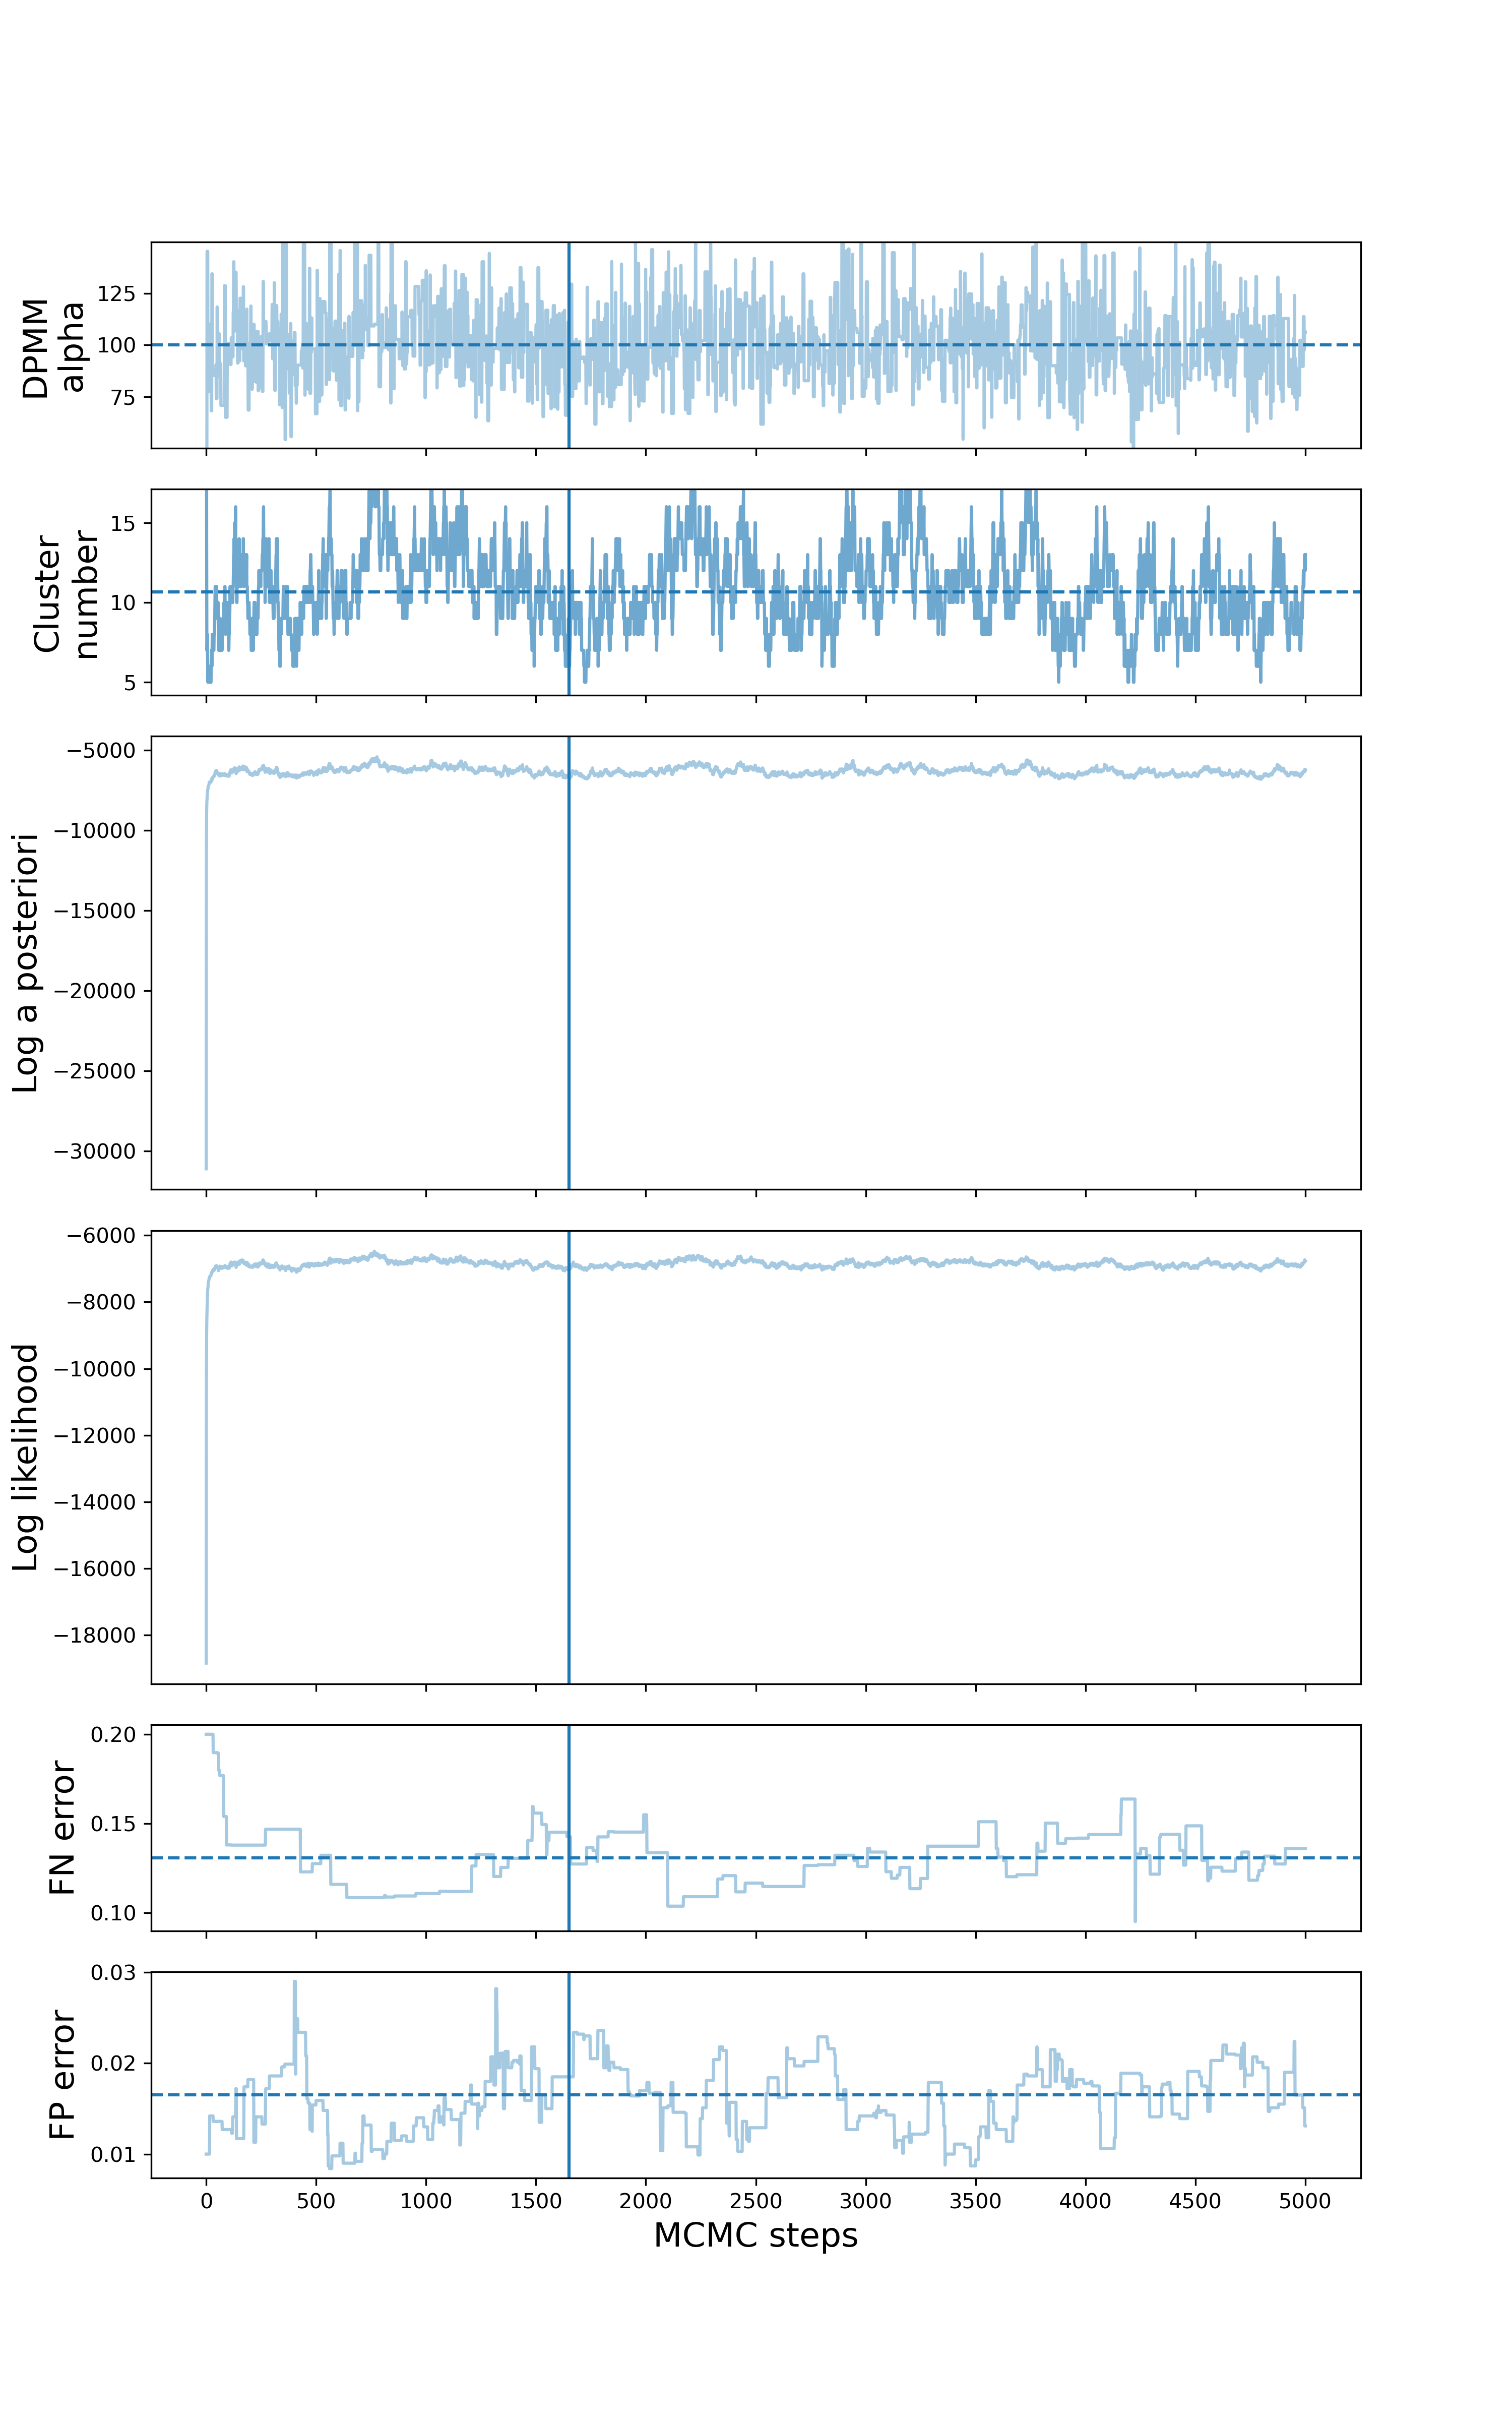 DPMM
alpha
125
100
75
Cluster
number
15
10
5
Log a posteriori
−5000
−10000
−15000
−20000
−25000
−30000
Log likelihood
−6000
−8000
−10000
−12000
−14000
−16000
−18000
FN error
0.20
0.15
0.10
FP error
0.03
0.02
0.01
0 500 1000 1500 2000 2500 3000 3500 4000 4500 5000
MCMC steps